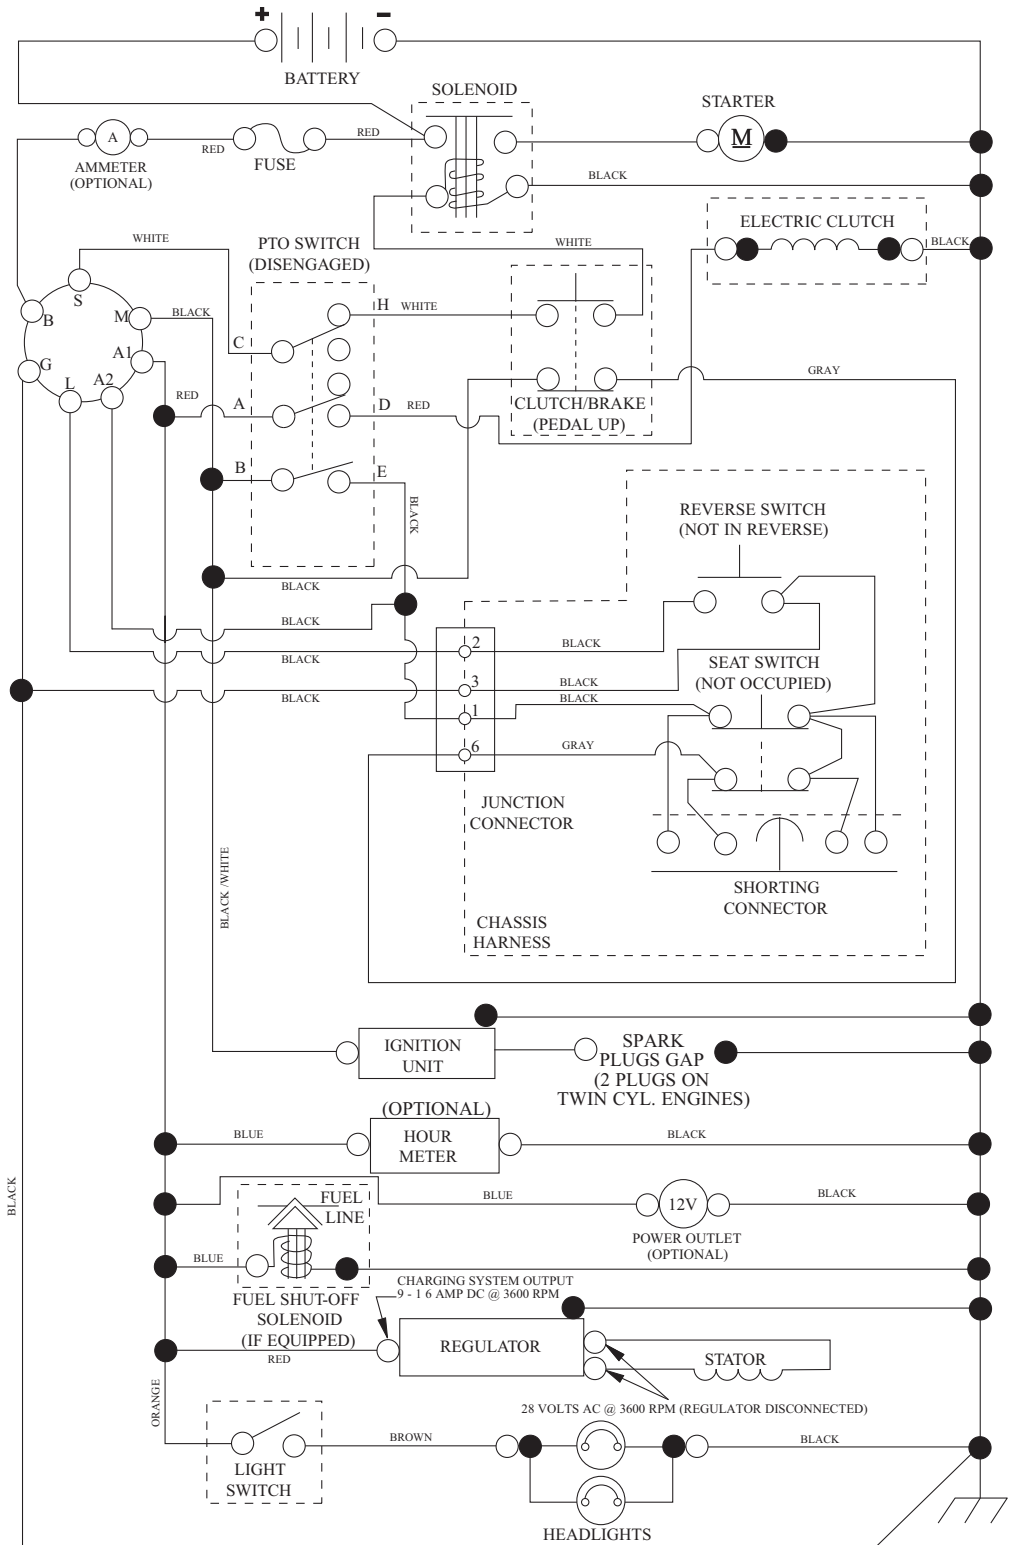 +
−
BATTERY
SOLENOID
STARTER
A
RED
FUSE
RED
M
AMMETER
(OPTIONAL)
BLACK
ELECTRIC CLUTCH
WHITE
PTO SWITCH
(DISENGAGED)
WHITE
BLACK
S
B
M
BLACK
H
WHITE
C
A1
G
L
A2
RED
A
D
RED
GRAY
CLUTCH/BRAKE
(PEDAL UP)
B
E
BLACK
REVERSE SWITCH
(NOT IN REVERSE)
BLACK
BLACK
BLACK
2
BLACK
SEAT SWITCH
(NOT OCCUPIED)
BLACK
3
BLACK
BLACK
1
6
GRAY
JUNCTION
CONNECTOR
BLACK /WHITE
SHORTING
CONNECTOR
CHASSIS
HARNESS
IGNITION
UNIT
SPARK
PLUGS GAP
(2 PLUGS ON
TWIN CYL. ENGINES)
(OPTIONAL)
HOUR
METER
BLUE
BLACK
BLACK
FUEL
LINE
BLUE
12V
BLACK
POWER OUTLET
(OPTIONAL)
BLUE
FUEL SHUT-OFF
SOLENOID
(IF EQUIPPED)
CHARGING SYSTEM OUTPUT
9 - 1 6 AMP DC @ 3600 RPM
RED
REGULATOR
STATOR
ORANGE
28 VOLTS AC @ 3600 RPM (REGULATOR DISCONNECTED)
BROWN
BLACK
LIGHT
SWITCH
HEADLIGHTS